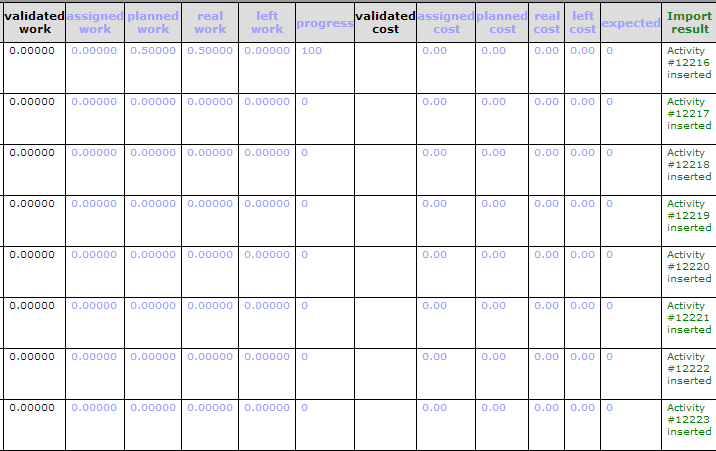 validated work assigned work planned work real work left work progress validated cost assigned cost planned cost real cost left cost expected Import result
0.00000 0.00000 0.50000 0.50000 0.00000 100 0.00 0.00 0.00 0.00 0 Activity #12216 inserted
0.00000 0.00000 0.00000 0.00000 0.00000 0 0.00 0.00 0.00 0.00 0 Activity #12217 inserted
0.00000 0.00000 0.00000 0.00000 0.00000 0 0.00 0.00 0.00 0.00 0 Activity #12218 inserted
0.00000 0.00000 0.00000 0.00000 0.00000 0 0.00 0.00 0.00 0.00 0 Activity #12219 inserted
0.00000 0.00000 0.00000 0.00000 0.00000 0 0.00 0.00 0.00 0.00 0 Activity #12220 inserted
0.00000 0.00000 0.00000 0.00000 0.00000 0 0.00 0.00 0.00 0.00 0 Activity #12221 inserted
0.00000 0.00000 0.00000 0.00000 0.00000 0 0.00 0.00 0.00 0.00 0 Activity #12222 inserted
0.00000 0.00000 0.00000 0.00000 0.00000 0 0.00 0.00 0.00 0.00 0 Activity #12223 inserted